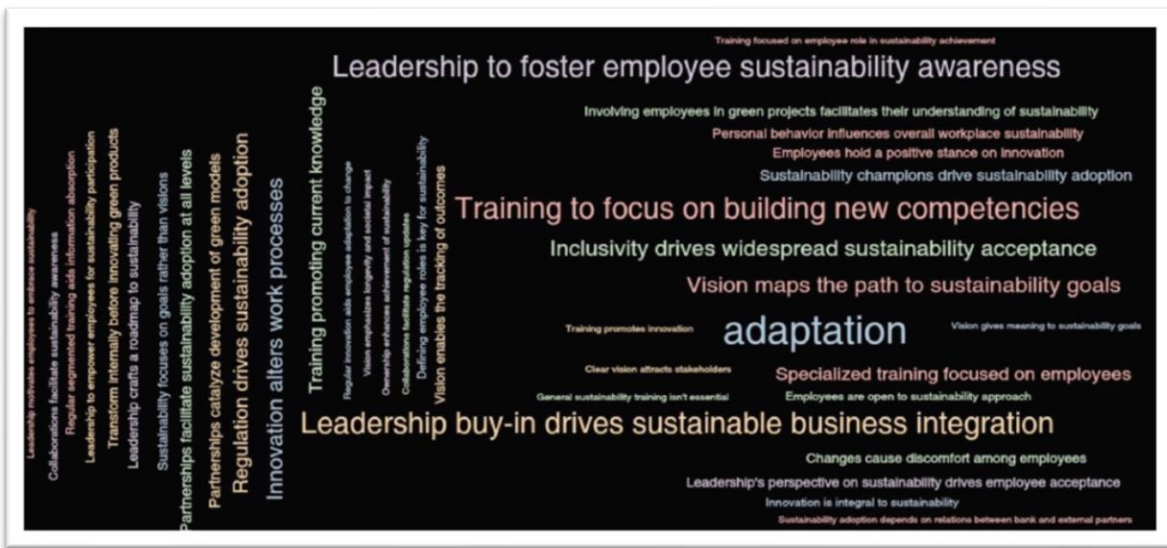 Leadership motivates employees to embrace sustainability
Collaborations facilitate sustainability awareness
Regular segmented training aids information absorption
Leadership to empower employees for sustainability participation
Transform internally before innovating green products
Leadership crafts a roadmap to sustainability
Sustainability focuses on goals rather than visions
Partnerships facilitate sustainability adoption at all levels
Partnerships catalyze development of green models
Regulation drives sustainability adoption
Innovation alters work processes
Training promoting current knowledge
Regular innovation aids employee adaptation to change
Vision emphasizes longevity and societal impact
Ownership enhances achievement of sustainability
Collaborations facilitate regulation updates
Defining employee roles is key for sustainability
Vision enables the tracking of outcomes
Training focused on employee role in sustainability achievement
Leadership to foster employee sustainability awareness
Involving employees in green projects facilitates their understanding of sustainability
Personal behavior influences overall workplace sustainability
Employees hold a positive stance on innovation
Sustainability champions drive sustainability adoption
Training to focus on building new competencies
Inclusivity drives widespread sustainability acceptance
Vision maps the path to sustainability goals
Training promotes innovation
adaptation
Vision gives meaning to sustainability goals
Clear vision attracts stakeholders
Specialized training focused on employees
General sustainability training isn't essential
Employees are open to sustainability approach
Leadership buy-in drives sustainable business integration
Changes cause discomfort among employees
Leadership's perspective on sustainability drives employee acceptance
Innovation is integral to sustainability
Sustainability adoption depends on relations between bank and external partners